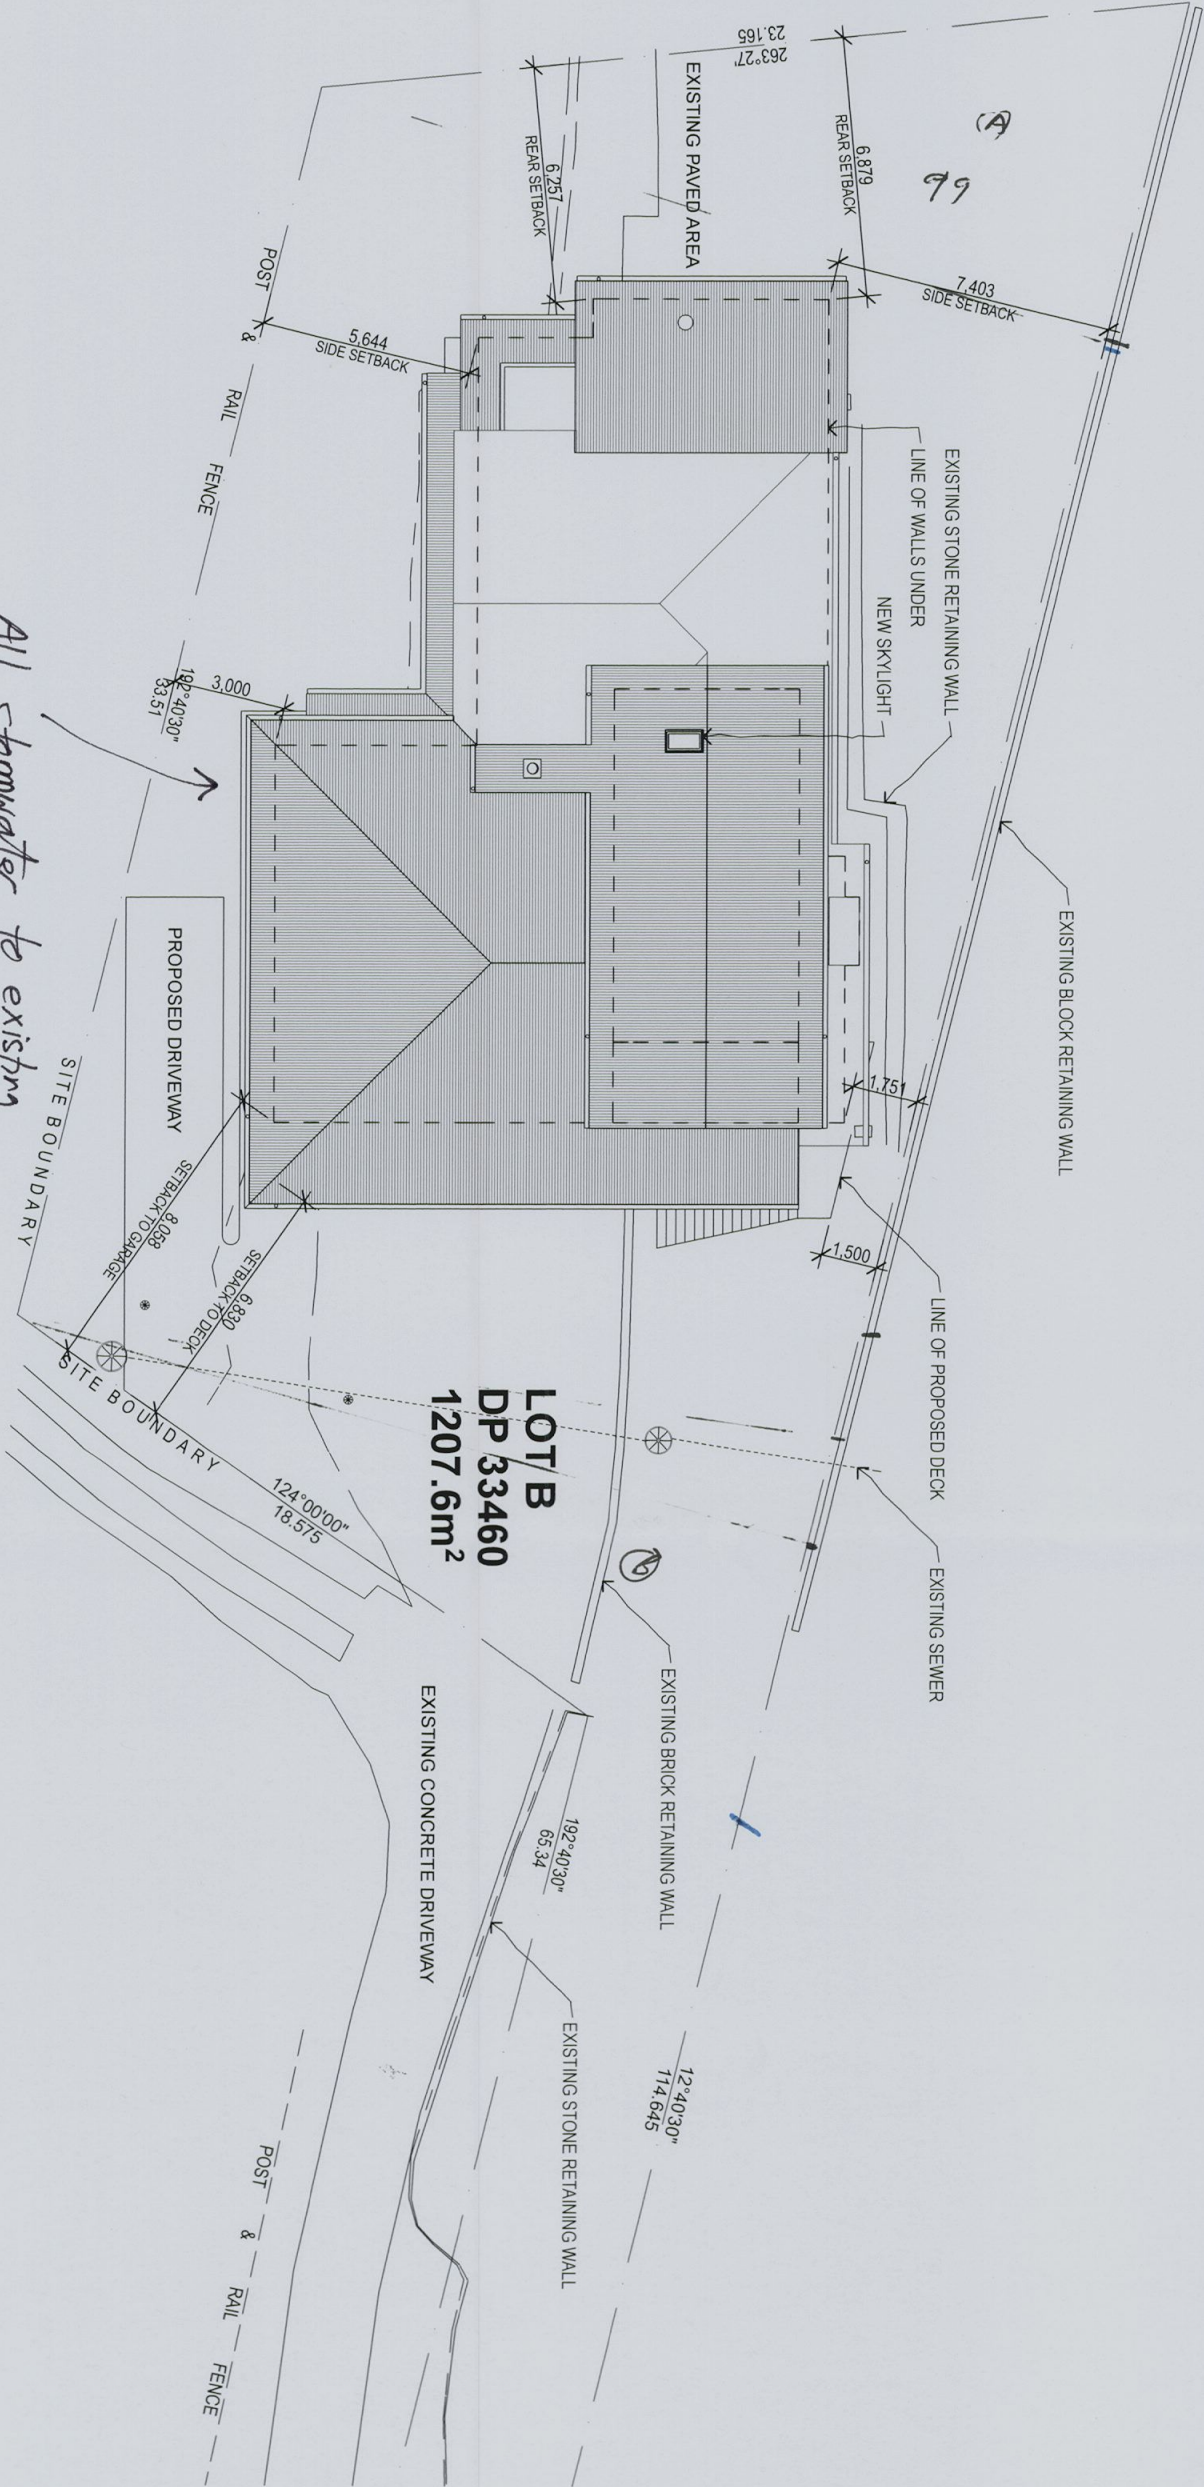 263°27'
23.165
(A)
99
EXISTING PAVED AREA
6,879
REAR SETBACK
6,257
REAR SETBACK
7,403
SIDE SETBACK
5,644
SIDE SETBACK
POST & RAIL FENCE
EXISTING STONE RETAINING WALL
LINE OF WALLS UNDER
NEW SKYLIGHT
192°40'30"
33.51
3,000
EXISTING BLOCK RETAINING WALL
All stormwater to existing
PROPOSED DRIVEWAY
SITE BOUNDARY
1,751
LINE OF PROPOSED DECK
1,500
8,058
SETBACK TO GARAGE
6,830
SETBACK TO DECK
SITE BOUNDARY
LOT B
DP 33460
1207.6m²
124°00'00"
18.575
EXISTING SEWER
EXISTING BRICK RETAINING WALL
EXISTING CONCRETE DRIVEWAY
192°40'30"
65.34
EXISTING STONE RETAINING WALL
12°40'30"
114.645
POST & RAIL FENCE